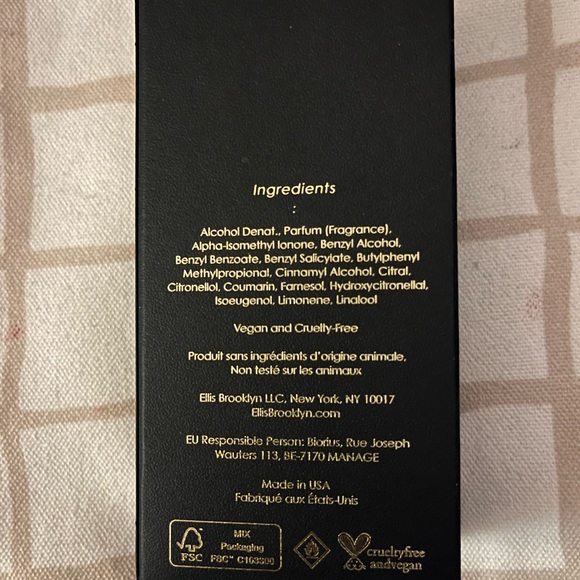 Ingredients
:
Alcohol Denat., Parfum (Fragrance),
Alpha-Isomethyl Ionone, Benzyl Alcohol,
Benzyl Benzoate, Benzyl Salicylate, Butylphenyl
Methylpropional, Cinnamyl Alcohol, Citral,
Citronellol, Coumarin, Farnesol, Hydroxycitronellal,
Isoeugenol, Limonene, Linalool
Vegan and Cruelty-Free
Produit sans ingrédients d'origine animale.
Non testé sur les animaux
Ellis Brooklyn LLC, New York, NY 10017
EllisBrooklyn.com
EU Responsible Person: Biorius, Rue Joseph
Wauters 113, BE-7170 MANAGE
Made in USA
Fabriqué aux États-Unis
FSC
MIX
Packaging
FSC™ C163300
crueltyfree
andvegan